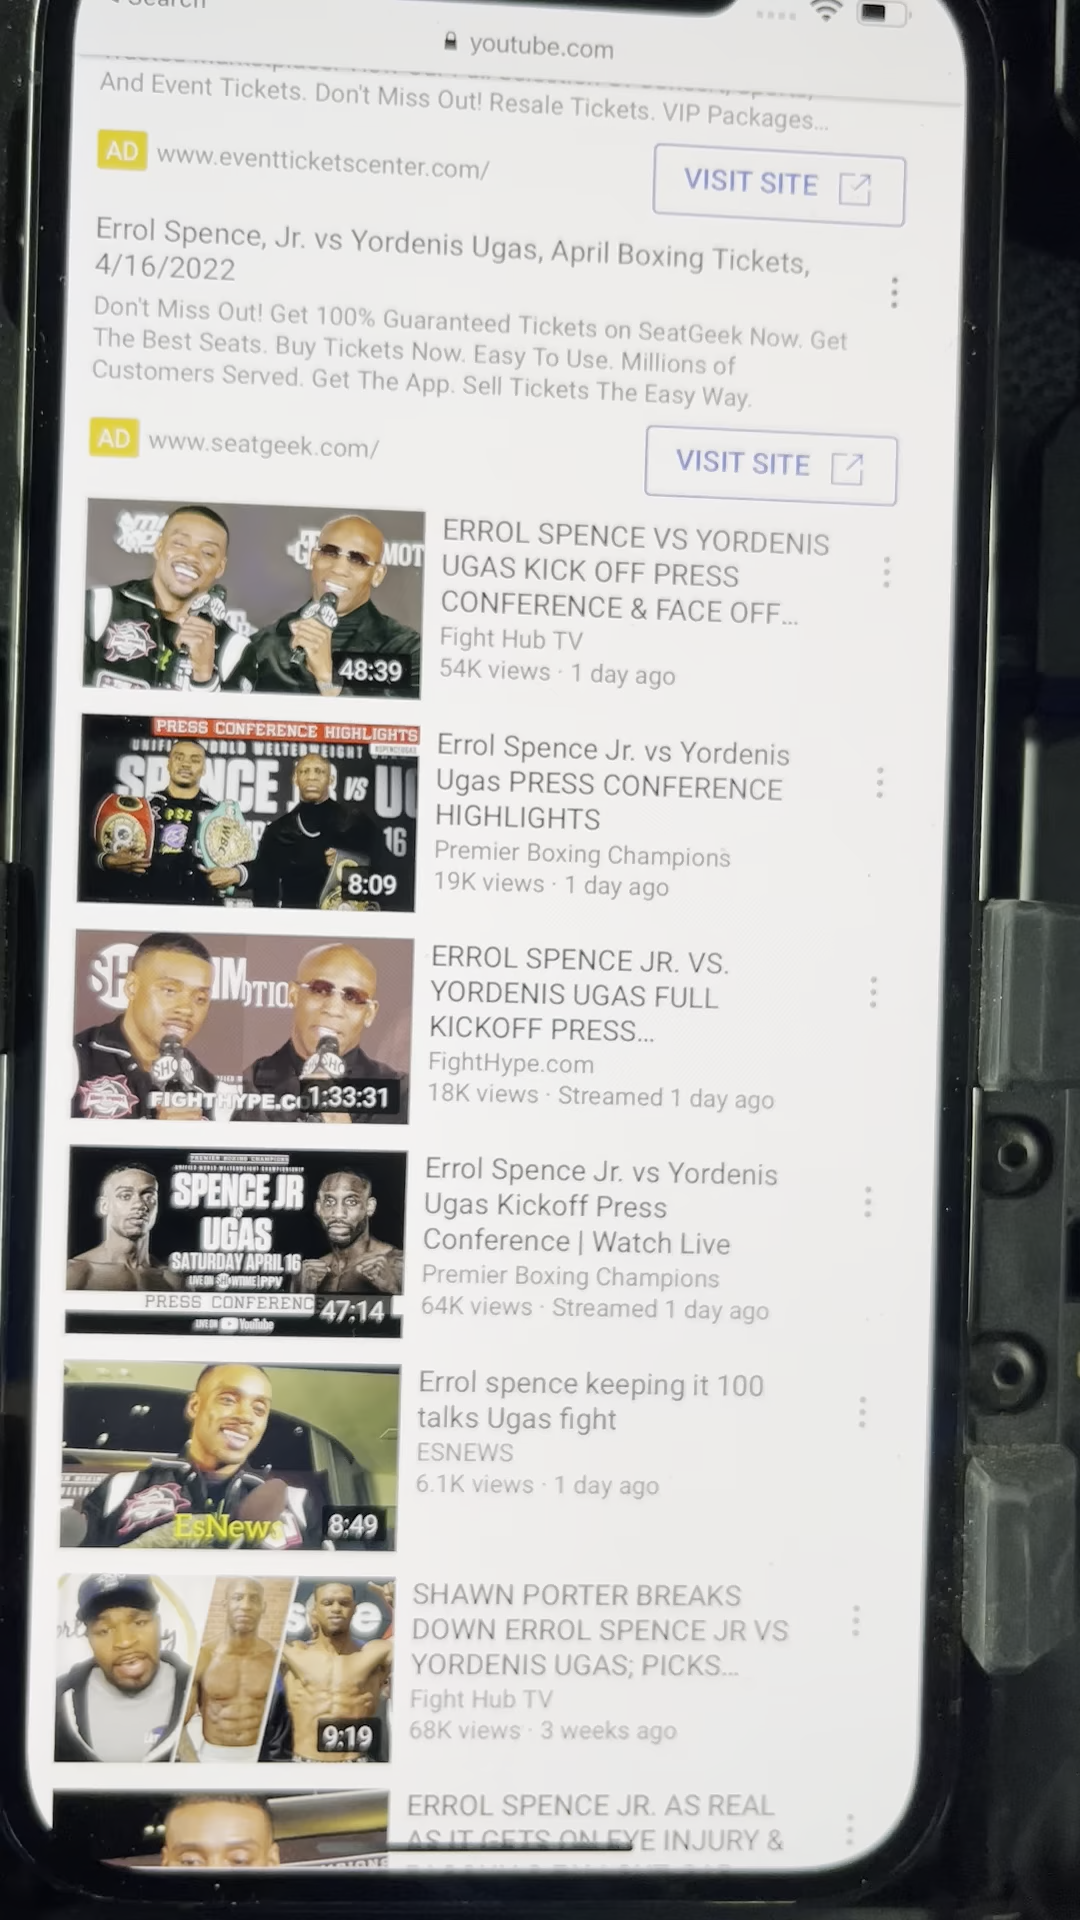 Search
youtube.com
And Event Tickets. Don't Miss Out! Resale Tickets. VIP Packages...
AD www.eventticketscenter.com/
VISIT SITE
Errol Spence, Jr. vs Yordenis Ugas, April Boxing Tickets,
4/16/2022
Don't Miss Out! Get 100% Guaranteed Tickets on SeatGeek Now. Get
The Best Seats. Buy Tickets Now. Easy To Use. Millions of
Customers Served. Get The App. Sell Tickets The Easy Way.
AD www.seatgeek.com/
VISIT SITE
48:39
ERROL SPENCE VS YORDENIS
UGAS KICK OFF PRESS
CONFERENCE & FACE OFF...
Fight Hub TV
54K views · 1 day ago
PRESS CONFERENCE HIGHLIGHTS
VS
16
8:09
Errol Spence Jr. vs Yordenis
Ugas PRESS CONFERENCE
HIGHLIGHTS
Premier Boxing Champions
19K views · 1 day ago
1:33:31
ERROL SPENCE JR. VS.
YORDENIS UGAS FULL
KICKOFF PRESS...
FightHype.com
18K views · Streamed 1 day ago
PREMIER BOXING CHAMPIONS
SPENCE JR
VS
UGAS
SATURDAY APRIL 16
LIVE ON SHOWTIME PPV
PRESS CONFERENCE
LIVE ON YouTube
47:14
Errol Spence Jr. vs Yordenis
Ugas Kickoff Press
Conference | Watch Live
Premier Boxing Champions
64K views · Streamed 1 day ago
EsNews
8:49
Errol spence keeping it 100
talks Ugas fight
ESNEWS
6.1K views · 1 day ago
9:19
SHAWN PORTER BREAKS
DOWN ERROL SPENCE JR VS
YORDENIS UGAS; PICKS...
Fight Hub TV
68K views · 3 weeks ago
ERROL SPENCE JR. AS REAL
AS IT GETS ON EYE INJURY &